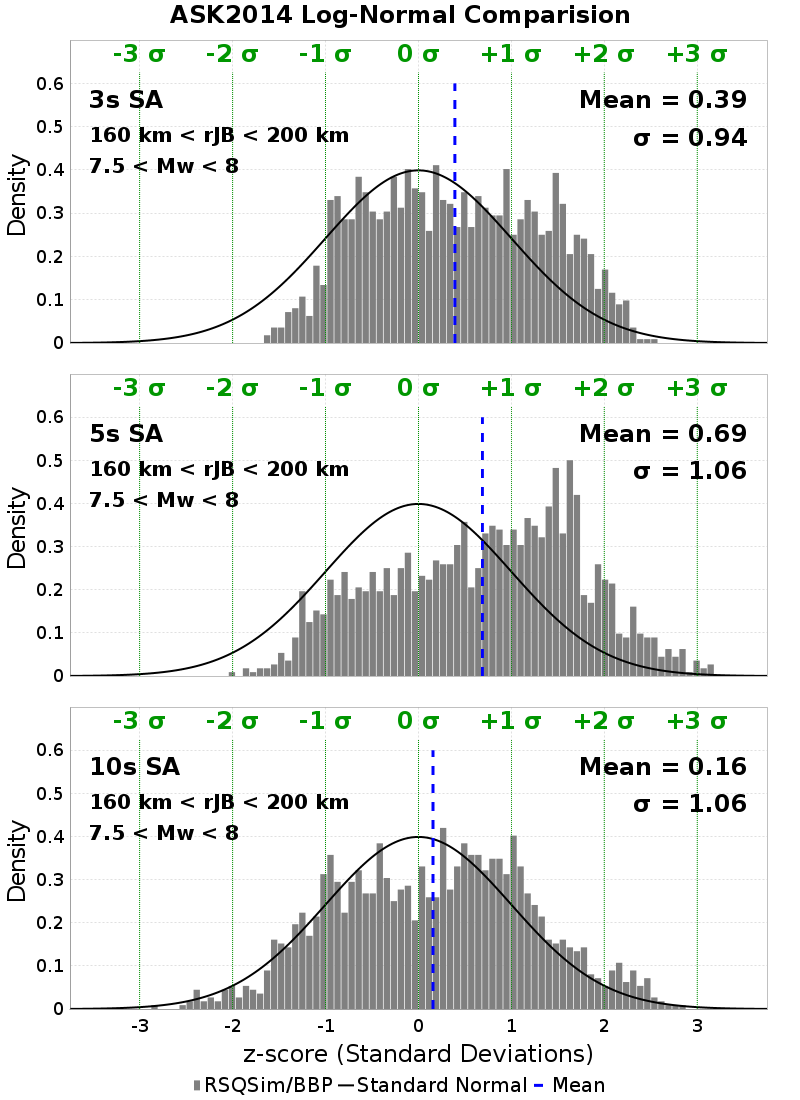 ASK2014 Log-Normal Comparision
-3 σ -2 σ -1 σ 0 σ +1 σ +2 σ +3 σ
3s SA
160 km < rJB < 200 km
7.5 < Mw < 8
Mean = 0.39
σ = 0.94
Density
0.6
0.5
0.4
0.3
0.2
0.1
0
-3 σ -2 σ -1 σ 0 σ +1 σ +2 σ +3 σ
5s SA
160 km < rJB < 200 km
7.5 < Mw < 8
Mean = 0.69
σ = 1.06
Density
0.6
0.5
0.4
0.3
0.2
0.1
0
-3 σ -2 σ -1 σ 0 σ +1 σ +2 σ +3 σ
10s SA
160 km < rJB < 200 km
7.5 < Mw < 8
Mean = 0.16
σ = 1.06
Density
0.6
0.5
0.4
0.3
0.2
0.1
0
-3 -2 -1 0 1 2 3
z-score (Standard Deviations)
RSQSim/BBP Standard Normal Mean